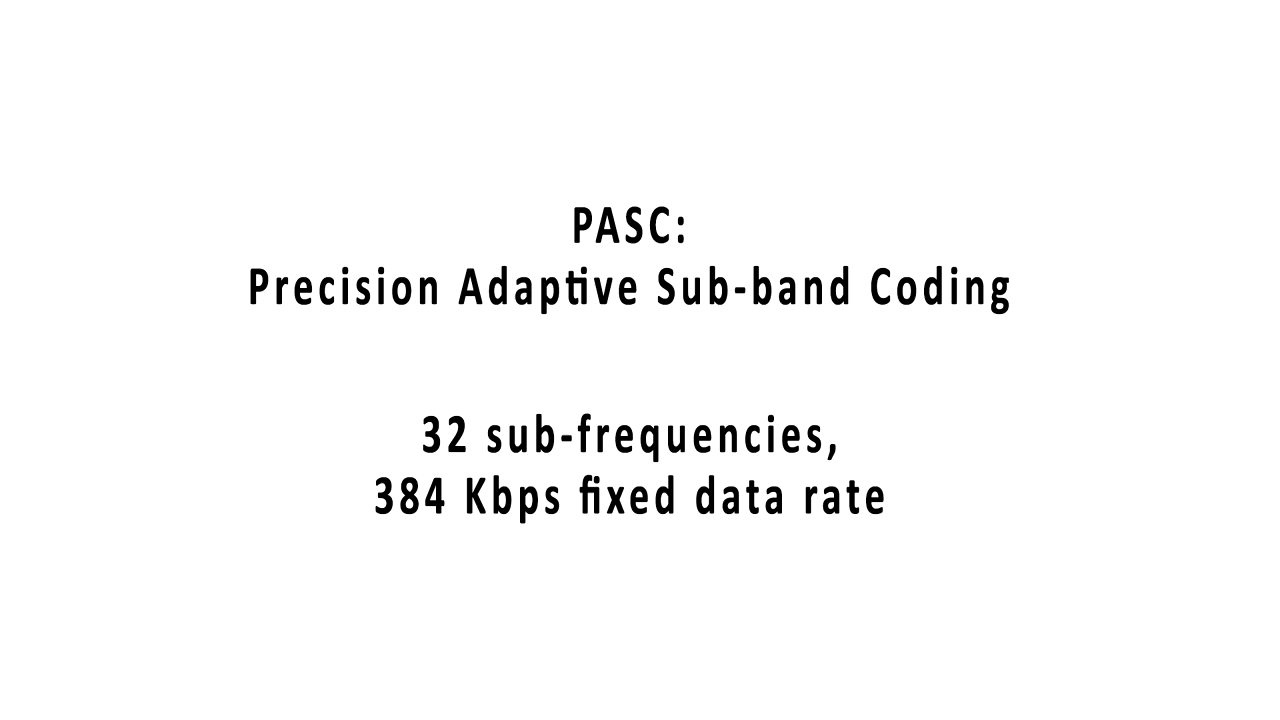 PASC:
Precision Adaptive Sub-band Coding
32 sub-frequencies,
384 Kbps fixed data rate